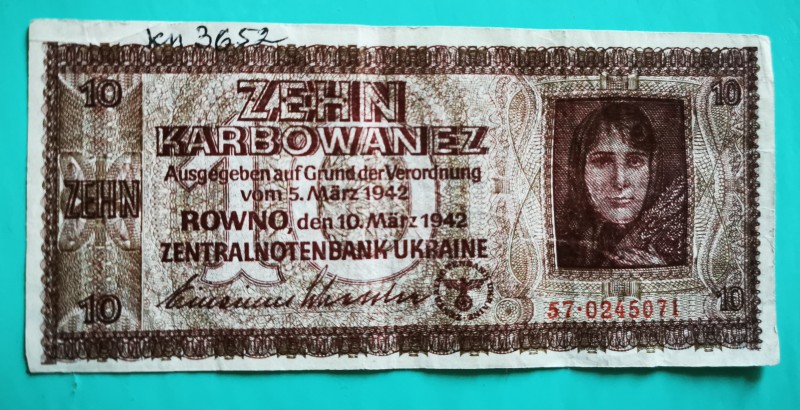 кп 3652
10 10
ZEHN
KARBOWANEZ
Ausgegeben auf Grund der Verordnung
vom 5. März 1942
ZEHN
ROWNO, den 10. März 1942
ZENTRALNOTENBANK UKRAINE
57·0245071
10 10